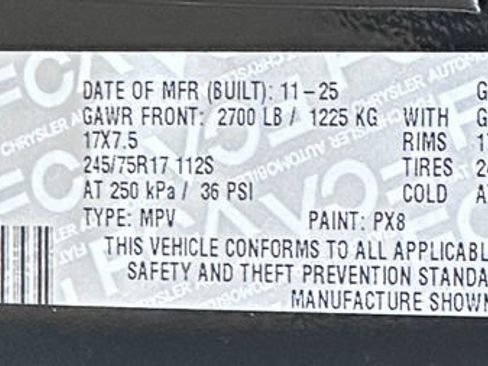 DATE OF MFR (BUILT): 11-25 G
GAWR FRONT: 2700 LB / 1225 KG WITH G
17X7.5 RIMS 17
245/75R17 112S TIRES 24
AT 250 kPa / 36 PSI COLD A
TYPE: MPV PAINT: PX8
THIS VEHICLE CONFORMS TO ALL APPLICABL
SAFETY AND THEFT PREVENTION STANDA
MANUFACTURE SHOWN